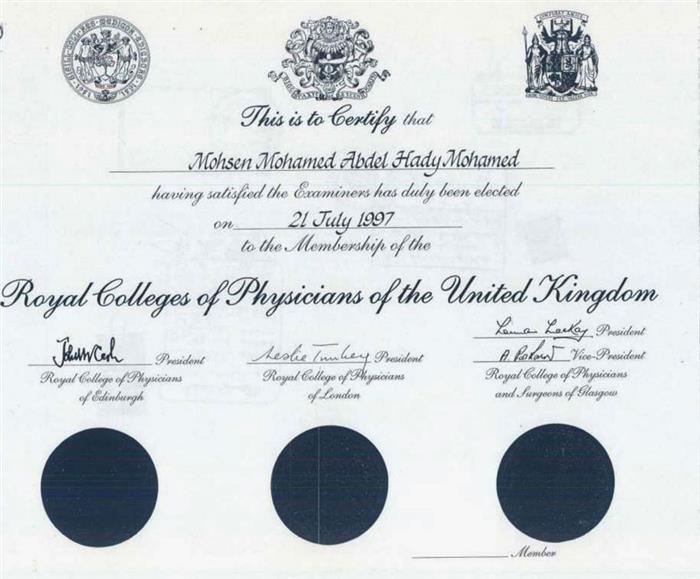 This is to Certify that
Mohsen Mohamed Abdel Hady Mohamed
having satisfied the Examiners has duly been elected
on 21 July 1997
to the Membership of the
Royal Colleges of Physicians of the United Kingdom
President
Royal College of Physicians
of Edinburgh
President
Royal College of Physicians
of London
President
Vice-President
Royal College of Physicians
and Surgeons of Glasgow
Member